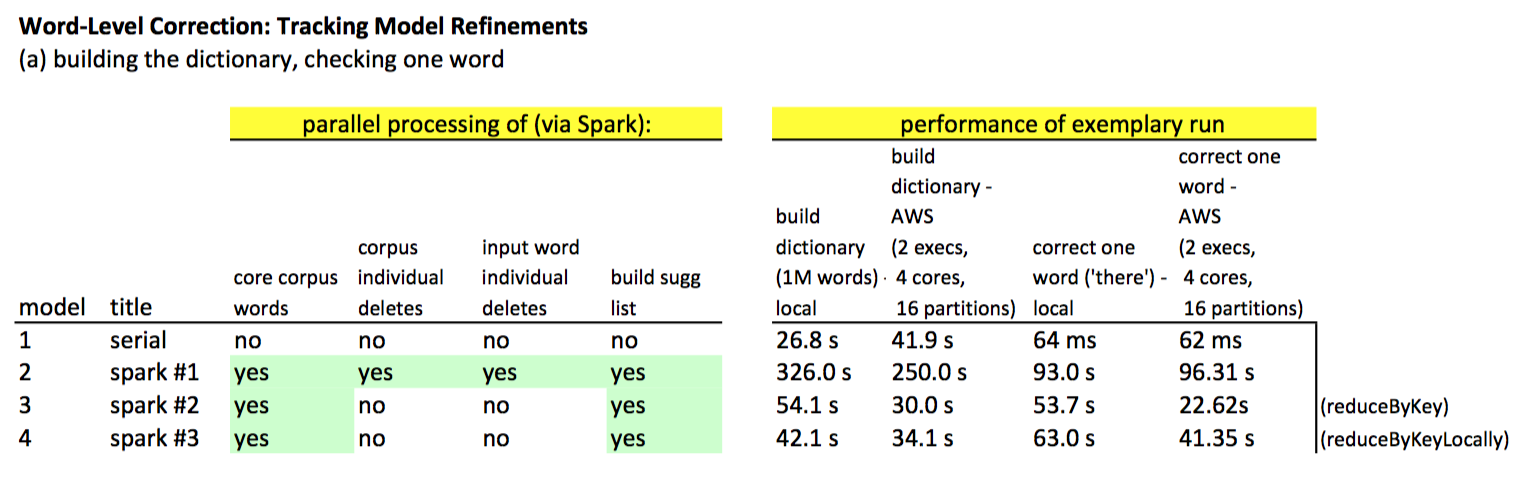 Word-Level Correction: Tracking Model Refinements
(a) building the dictionary, checking one word
parallel processing of (via Spark): performance of exemplary run
build correct one
dictionary - word -
build AWS AWS
corpus input word dictionary (2 execs, correct one (2 execs,
core corpus individual individual build sugg (1M words) - 4 cores, word ('there') - 4 cores,
model title words deletes deletes list local 16 partitions) local 16 partitions)
1 serial no no no no 26.8 s 41.9 s 64 ms 62 ms
2 spark #1 yes yes yes yes 326.0 s 250.0 s 93.0 s 96.31 s
3 spark #2 yes no no yes 54.1 s 30.0 s 53.7 s 22.62s (reduceByKey)
4 spark #3 yes no no yes 42.1 s 34.1 s 63.0 s 41.35 s (reduceByKeyLocally)